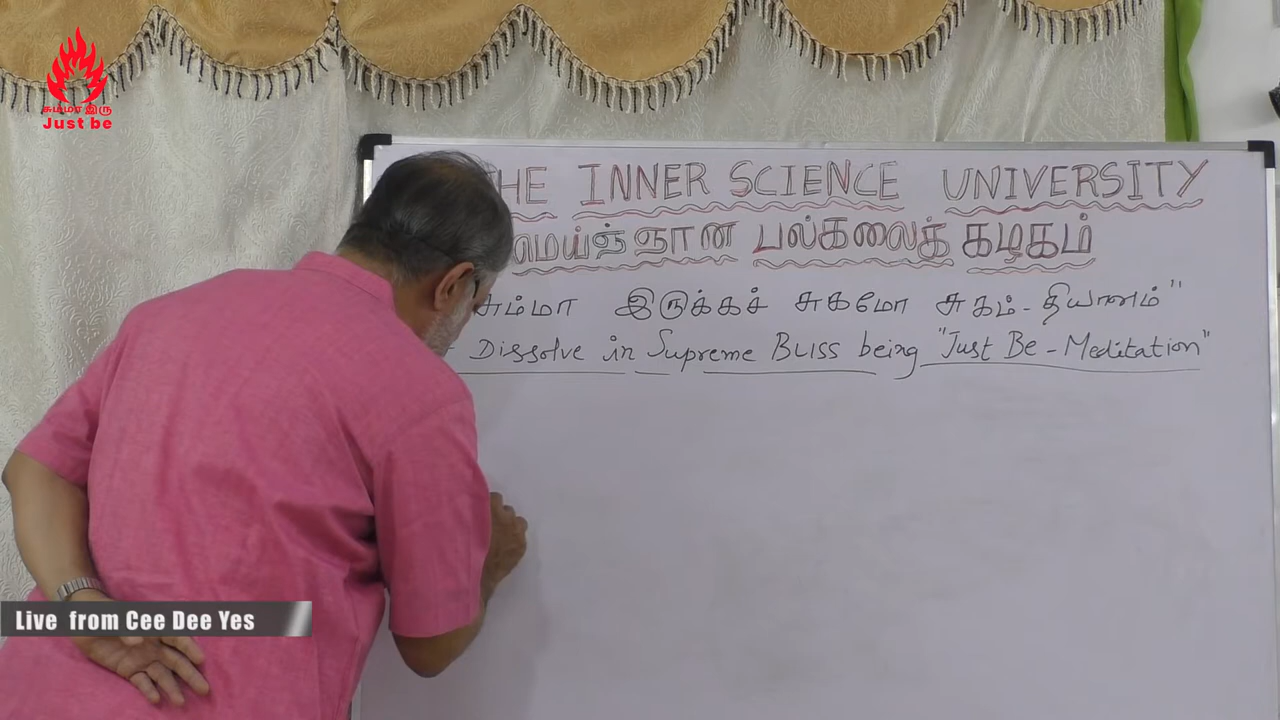 சும்மா இரு
Just be
HE INNER SCIENCE UNIVERSITY
மெய்ஞ்ஞான பல்கலைக் கழகம்
சும்மா இருக்கச் சுகமோ சுகம் - தியானம்"
Dissolve in Supreme BLISS being "Just Be - Meditation"
Live from Cee Dee Yes